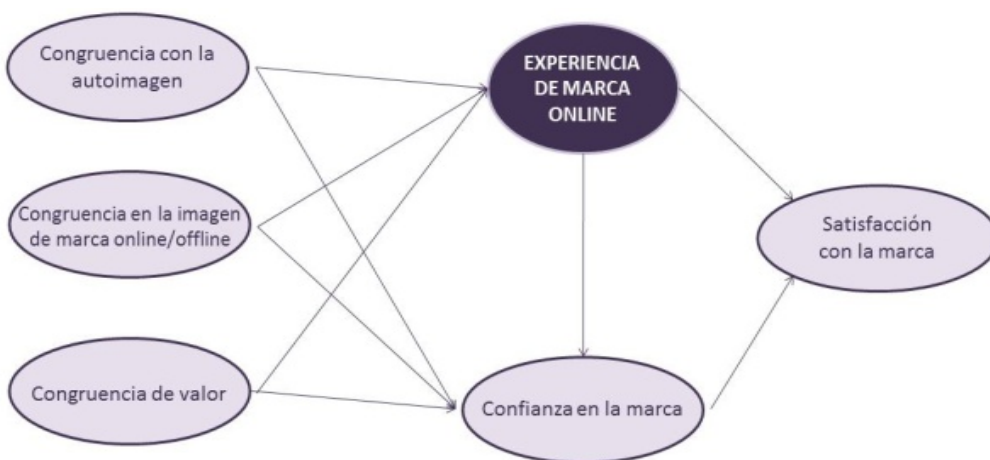 Congruencia con la
autoimagen
EXPERIENCIA
DE MARCA
ONLINE
Congruencia en la imagen
de marca online/offline
Satisfacción
con la marca
Congruencia de valor
Confianza en la marca